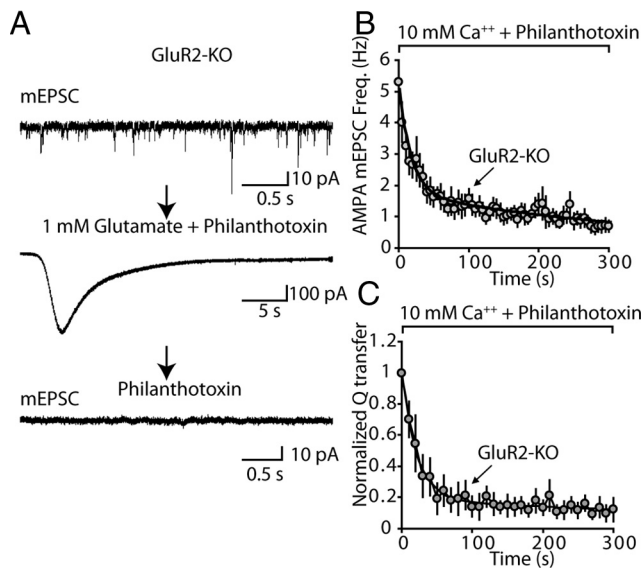 A
GluR2-KO
mEPSC
10 pA
0.5 s
1 mM Glutamate + Philanthotoxin
100 pA
5 s
Philanthotoxin
mEPSC
10 pA
0.5 s
B
10 mM Ca⁺⁺ + Philanthotoxin
AMPA mEPSC Freq. (Hz)
6
5
4
3
2
1
0
GluR2-KO
0 100 200 300
Time (s)
C
10 mM Ca⁺⁺ + Philanthotoxin
Normalized Q transfer
1.2
1
0.8
0.6
0.4
0.2
0
GluR2-KO
0 100 200 300
Time (s)